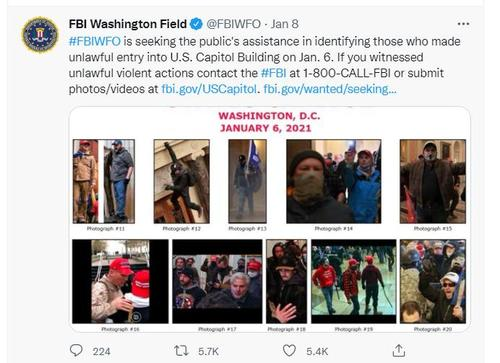 FBI Washington Field @FBIWFO · Jan 8
#FBIWFO is seeking the public's assistance in identifying those who made
unlawful entry into U.S. Capitol Building on Jan. 6. If you witnessed
unlawful violent actions contact the #FBI at 1-800-CALL-FBI or submit
photos/videos at fbi.gov/USCapitol. fbi.gov/wanted/seeking...
WASHINGTON, D.C.
JANUARY 6, 2021
Photograph #11 Photograph #12 Photograph #13 Photograph #14 Photograph #15
Photograph #16 Photograph #17 Photograph #18 Photograph #19 Photograph #20
224 5.7K 5.4K